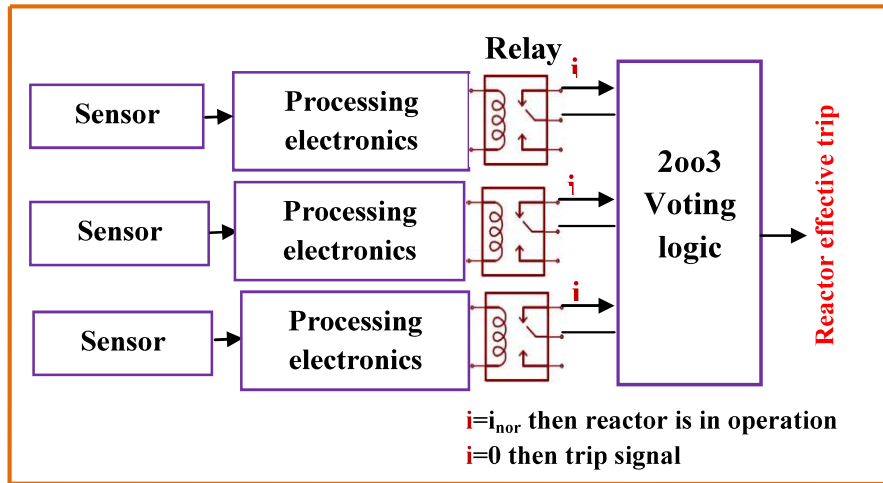 Relay
i
Sensor
Processing
electronics
i
Sensor
Processing
electronics
i
Sensor
Processing
electronics
2oo3
Voting
logic
Reactor effective trip
i=inor then reactor is in operation
i=0 then trip signal